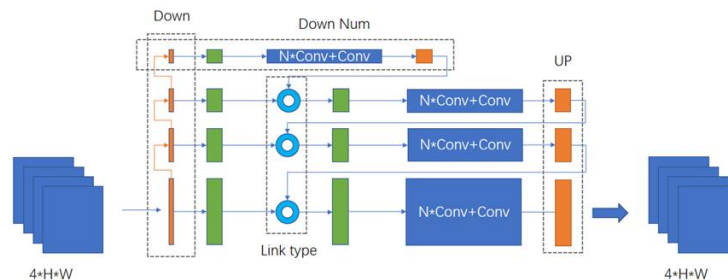 Down
Down Num
N*Conv+Conv
UP
N*Conv+Conv
N*Conv+Conv
N*Conv+Conv
Link type
4*H*W
4*H*W